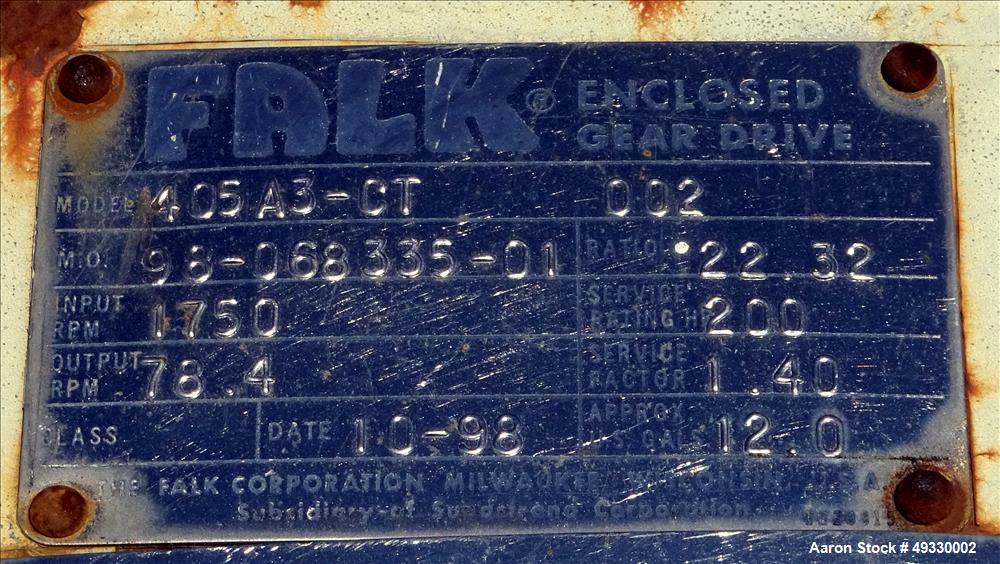 FALK® ENCLOSED
GEAR DRIVE
MODEL 405A3-CT 002
M.O. 98-068335-01 RATIO 22.32
INPUT RPM 1750 SERVICE RATING HP 200
OUTPUT RPM 78.4 SERVICE FACTOR 1.40
CLASS DATE 10-98 APPROX. U.S. GALS 12.0
THE FALK CORPORATION, MILWAUKEE, WISCONSIN, U.S.A.
Subsidiary of Sundstrand Corporation
Aaron Stock # 49330002